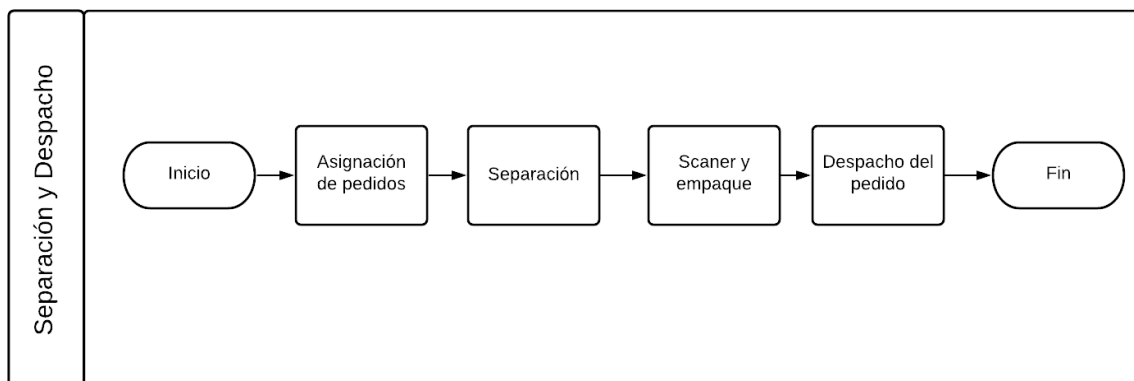 Separación y Despacho
Inicio
Asignación
de pedidos
Separación
Scaner y
empaque
Despacho del
pedido
Fin